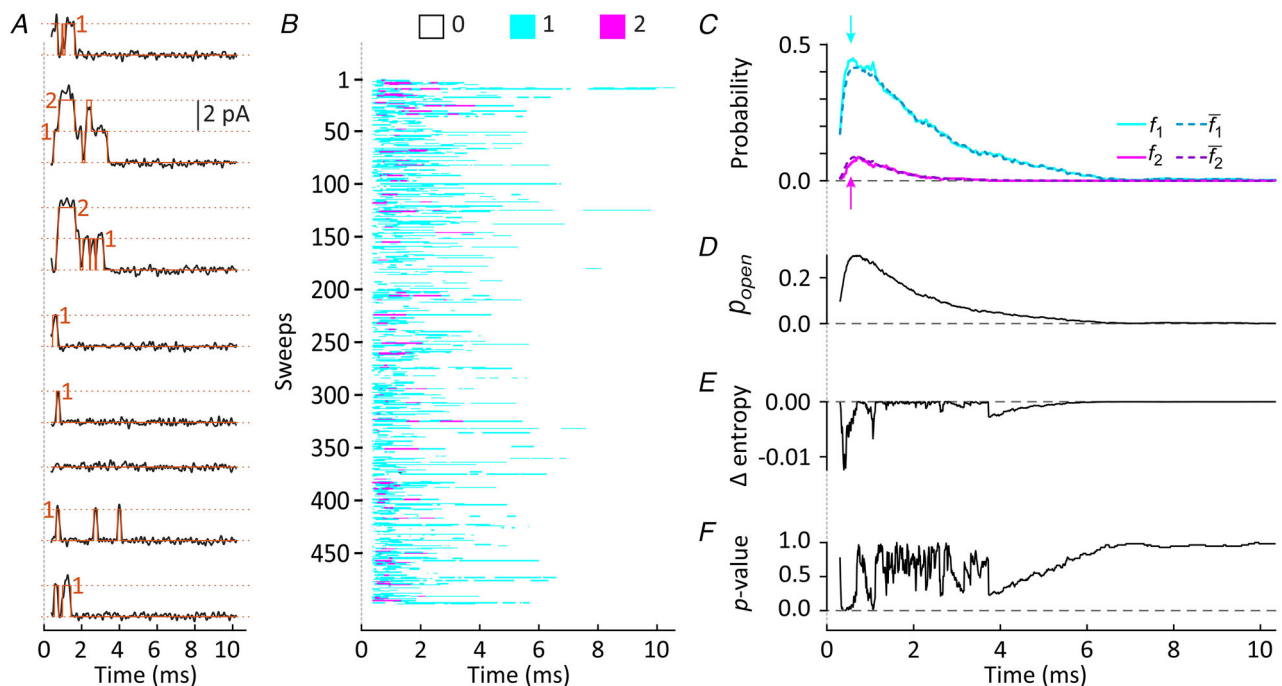 A
1
2
1
2 pA
2
1
1
1
1
1
0 2 4 6 8 10
Time (ms)
B
0 1 2
Sweeps
1
50
100
150
200
250
300
350
400
450
0 2 4 6 8 10
Time (ms)
C
Probability
0.5
0.0
f1 f1
f2 f2
D
popen
0.2
0.0
E
Δ entropy
0.00
-0.01
F
p-value
1.0
0.5
0.0
0 2 4 6 8 10
Time (ms)